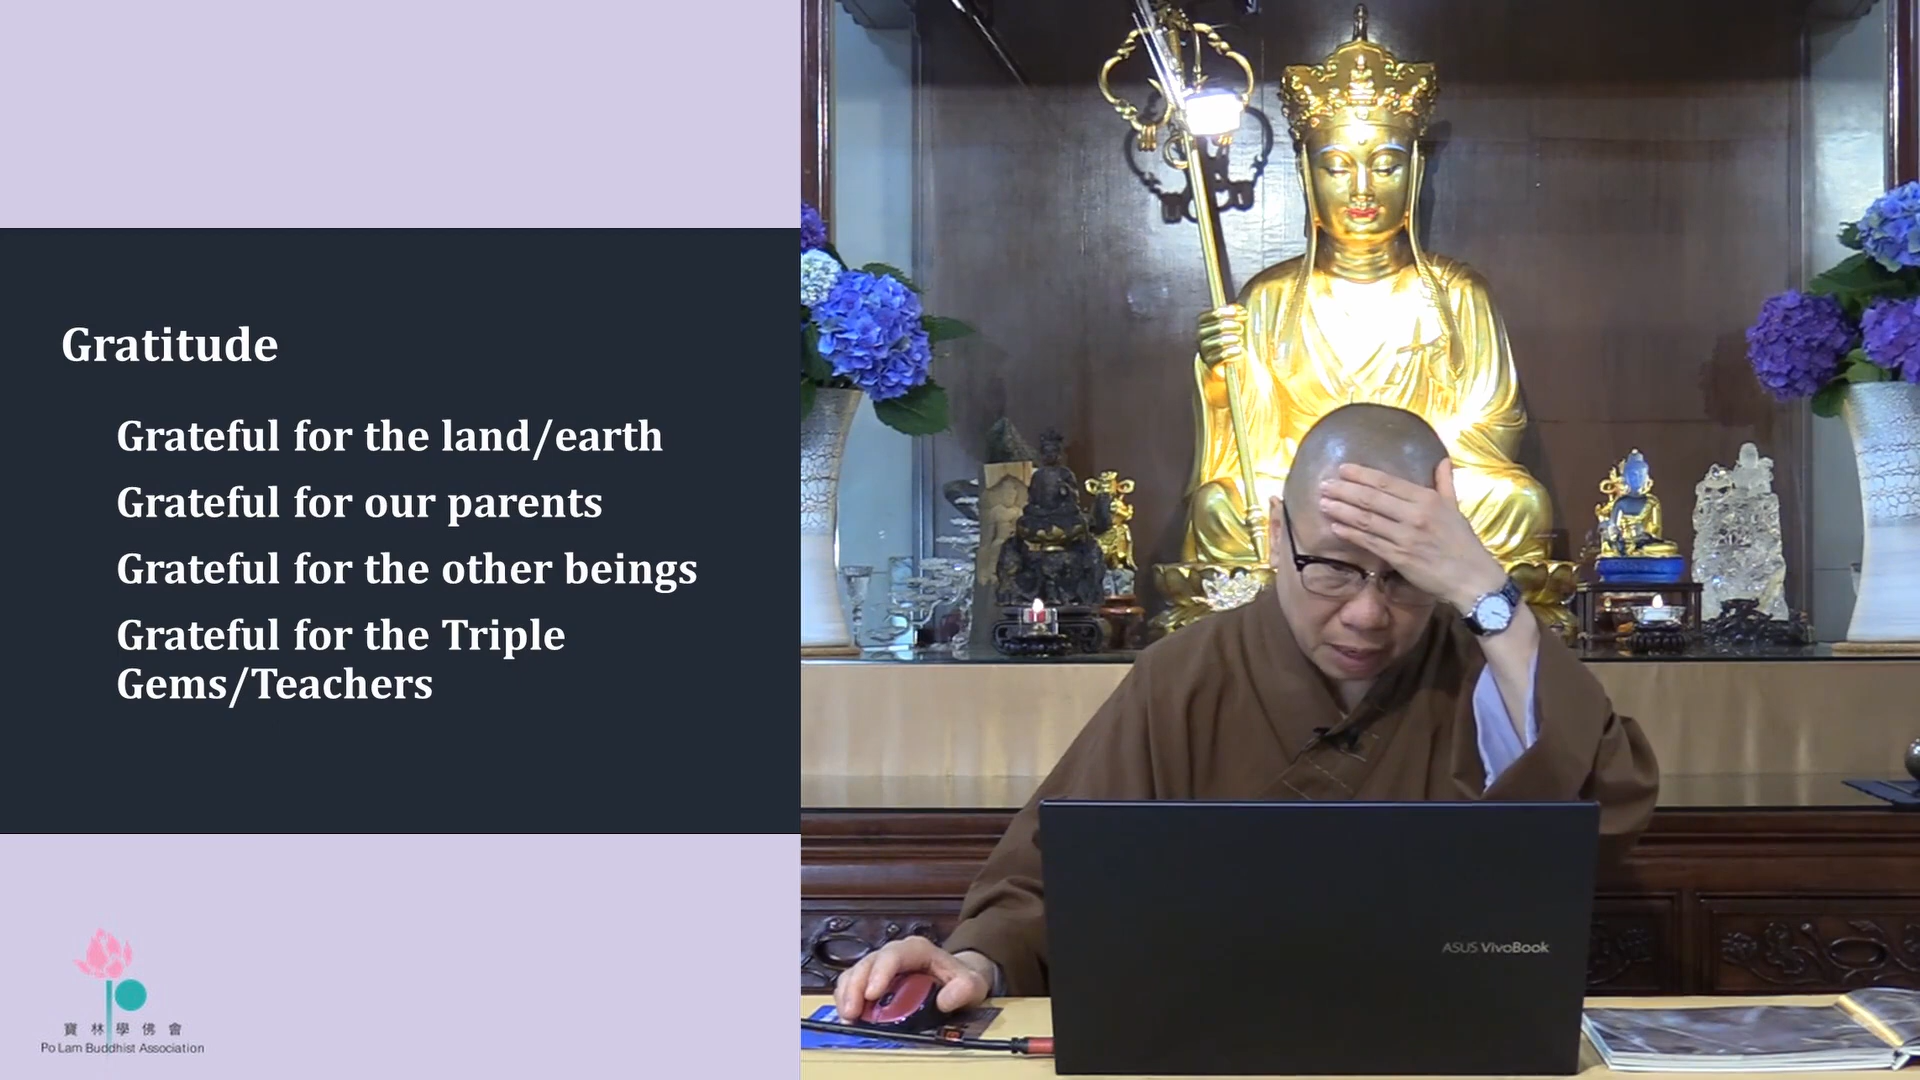 Gratitude
Grateful for the land/earth
Grateful for our parents
Grateful for the other beings
Grateful for the Triple
Gems/Teachers
寶林學佛會
Po Lam Buddhist Association
ASUS VivoBook